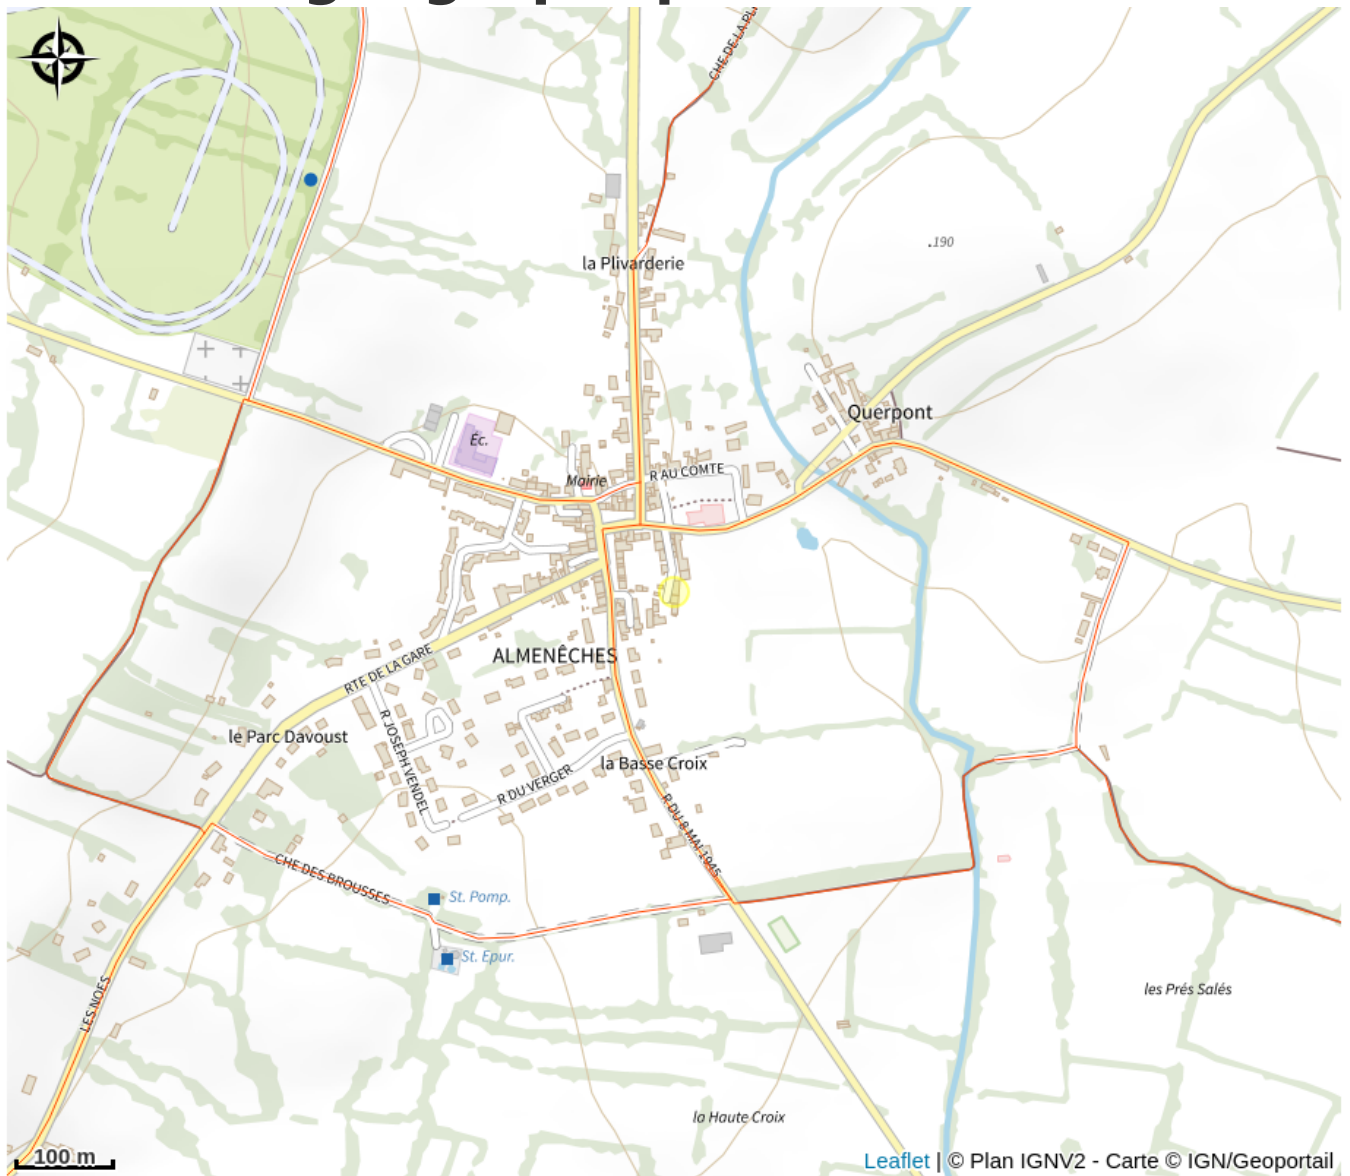 CHE DE LA PLI
la Plivarderie
.190
Querpont
Éc.
Mairie
R AU COMTE
ALMENÊCHES
RTE DE LA GARE
le Parc Davoust
R JOSEPH VENDEL
la Basse Croix
R DU VERGER
R DU 8 MAI 1945
CHE DES BROUSSES
St. Pomp.
St. Epur.
LES NOES
les Prés Salés
la Haute Croix
100 m
Leaflet | © Plan IGNV2 - Carte © IGN/Geoportail